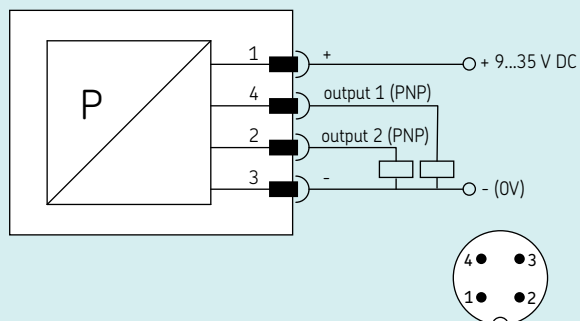 P
1 + + 9...35 V DC
4 output 1 (PNP)
2 output 2 (PNP)
3 - - (0V)
4 3
1 2